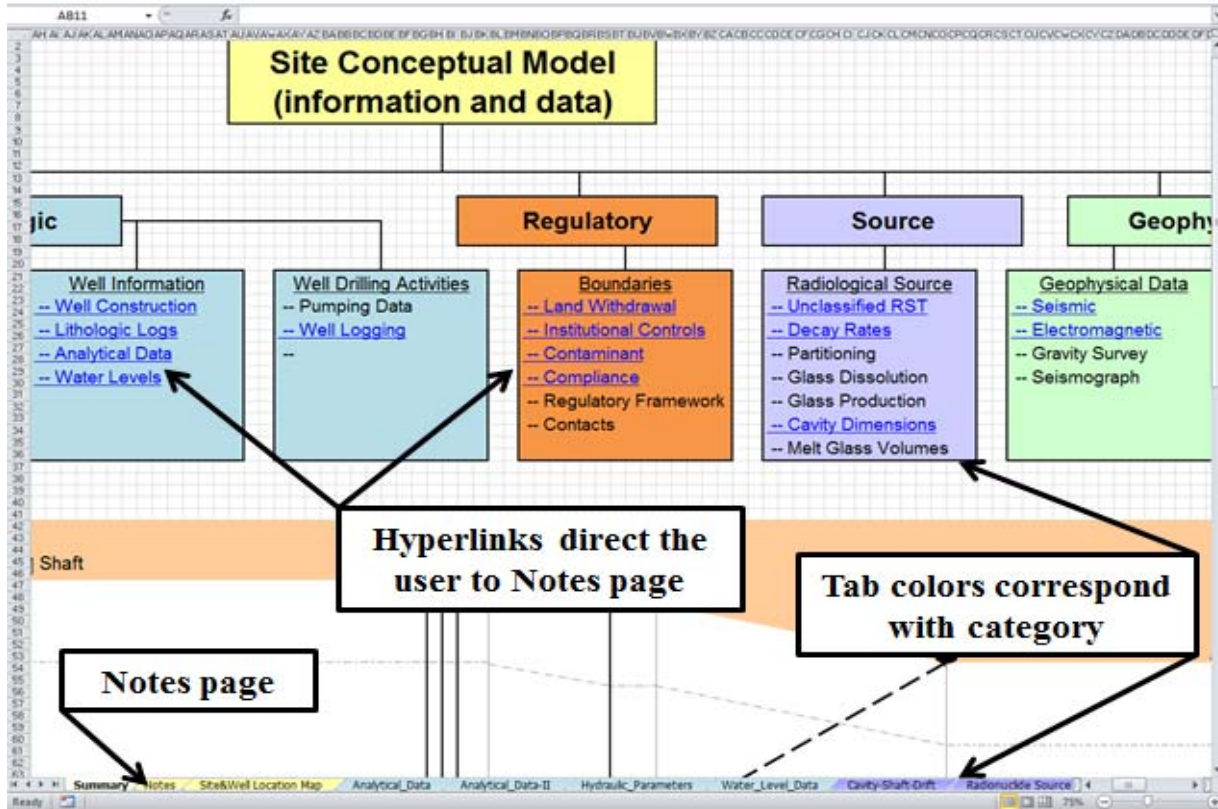 AB11
fx
Site Conceptual Model
(information and data)
gic
Regulatory
Source
Geophy
Well Information
-- Well Construction
-- Lithologic Logs
-- Analytical Data
-- Water Levels
Well Drilling Activities
-- Pumping Data
-- Well Logging
--
Boundaries
-- Land Withdrawal
-- Institutional Controls
-- Contaminant
-- Compliance
-- Regulatory Framework
-- Contacts
Radiological Source
-- Unclassified RST
-- Decay Rates
-- Partitioning
-- Glass Dissolution
-- Glass Production
-- Cavity Dimensions
-- Melt Glass Volumes
Geophysical Data
-- Seismic
-- Electromagnetic
-- Gravity Survey
-- Seismograph
Shaft
Hyperlinks direct the
user to Notes page
Tab colors correspond
with category
Notes page
Summary Notes Site&Well Location Map Analytical_Data Analytical_Data-II Hydraulic_Parameters Water_Level_Data Cavity-Shaft-Drift Radionuclide Source
Ready 75%